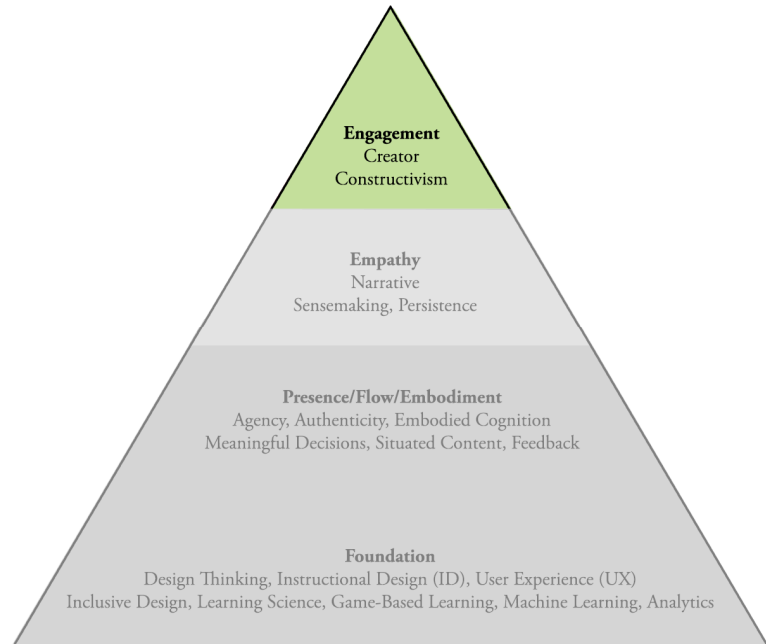 Engagement
Creator
Constructivism
Empathy
Narrative
Sensemaking, Persistence
Presence/Flow/Embodiment
Agency, Authenticity, Embodied Cognition
Meaningful Decisions, Situated Content, Feedback
Foundation
Design Thinking, Instructional Design (ID), User Experience (UX)
Inclusive Design, Learning Science, Game-Based Learning, Machine Learning, Analytics